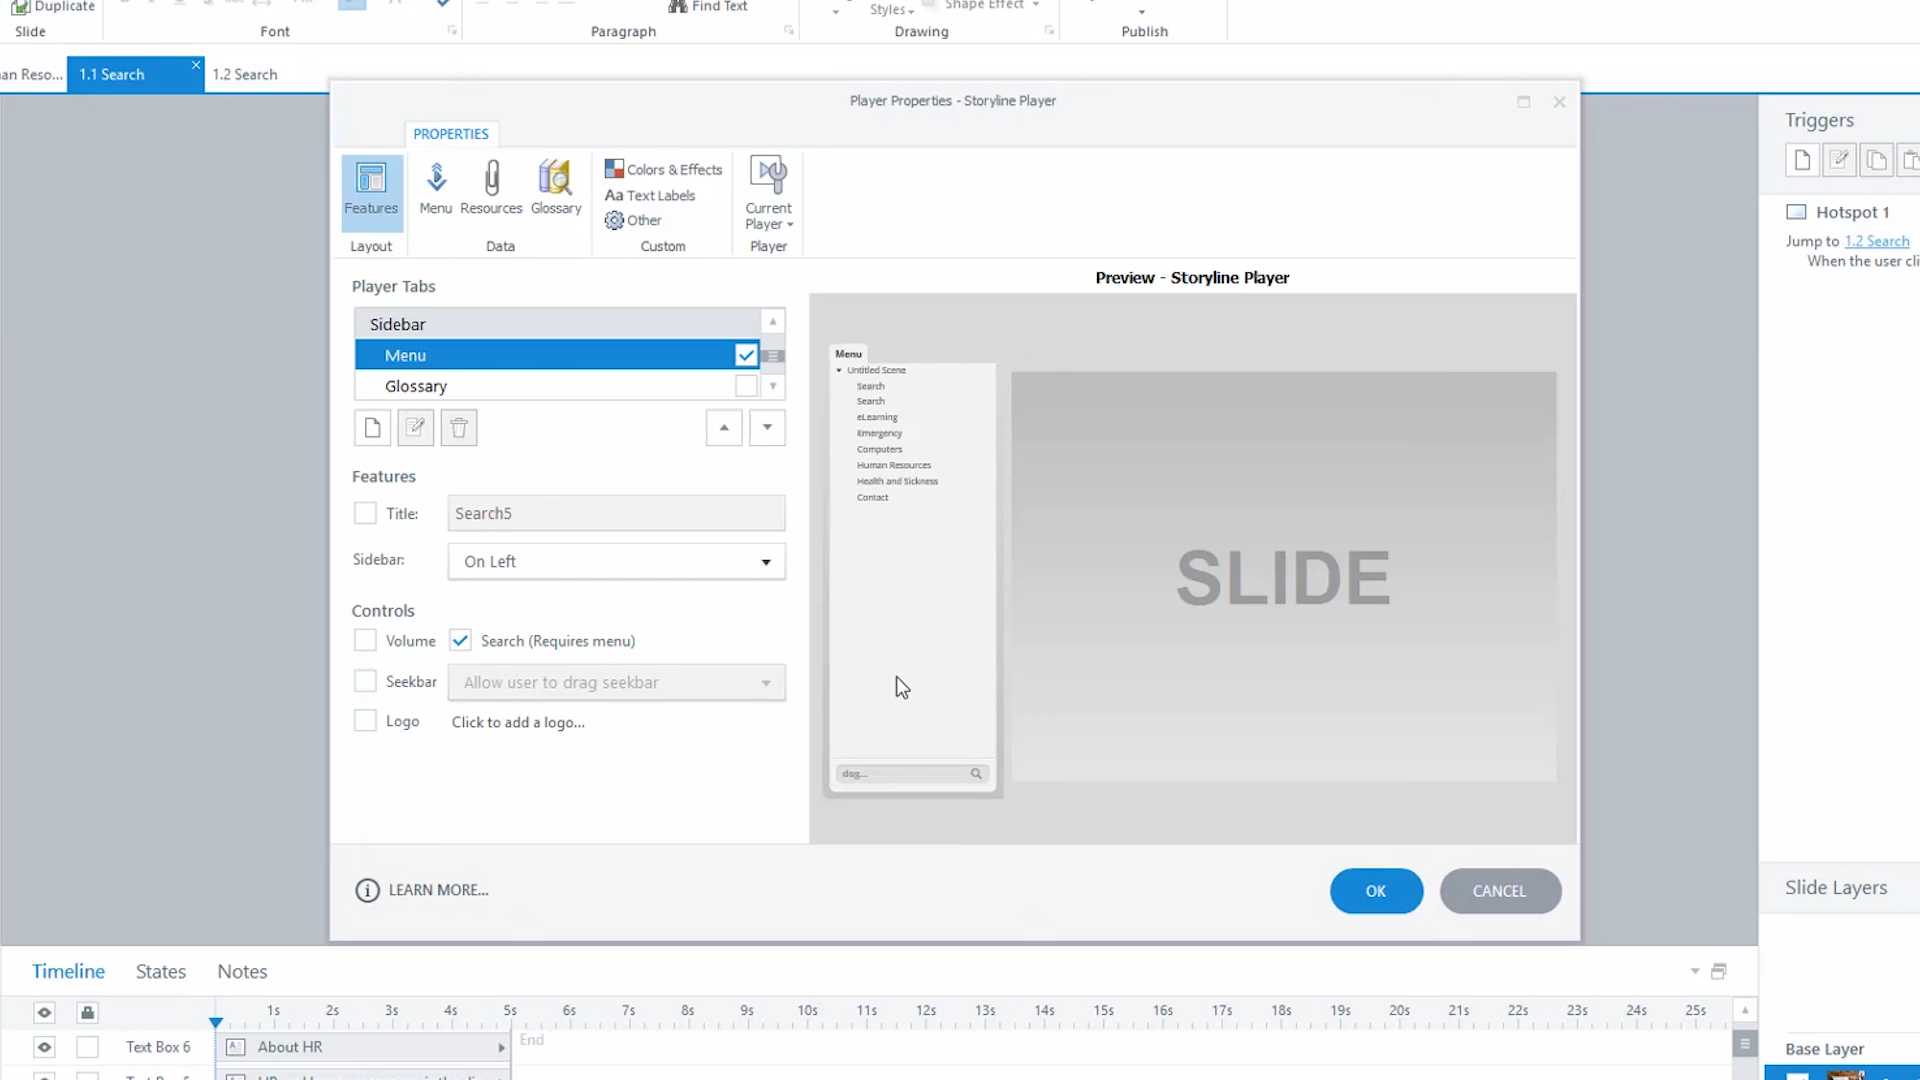 Duplicate
Find Text
Styles
Shape Effect
Slide
Font
Paragraph
Drawing
Publish
an Reso...
1.1 Search
1.2 Search
Player Properties - Storyline Player
PROPERTIES
Features
Menu
Resources
Glossary
Colors & Effects
Aa Text Labels
Other
Current
Player
Layout
Data
Custom
Player
Player Tabs
Sidebar
Menu
Glossary
Features
Title:
Search5
Sidebar:
On Left
Controls
Volume
Search (Requires menu)
Seekbar
Allow user to drag seekbar
Logo
Click to add a logo...
Preview - Storyline Player
Menu
Untitled Scene
Search
Search
eLearning
Emergency
Computers
Human Resources
Health and Sickness
Contact
dog...
SLIDE
LEARN MORE...
OK
CANCEL
Triggers
Hotspot 1
Jump to 1.2 Search
When the user cli
Slide Layers
Base Layer
Timeline
States
Notes
1s 2s 3s 4s 5s 6s 7s 8s 9s 10s 11s 12s 13s 14s 15s 16s 17s 18s 19s 20s 21s 22s 23s 24s 25s
Text Box 6
About HR
End